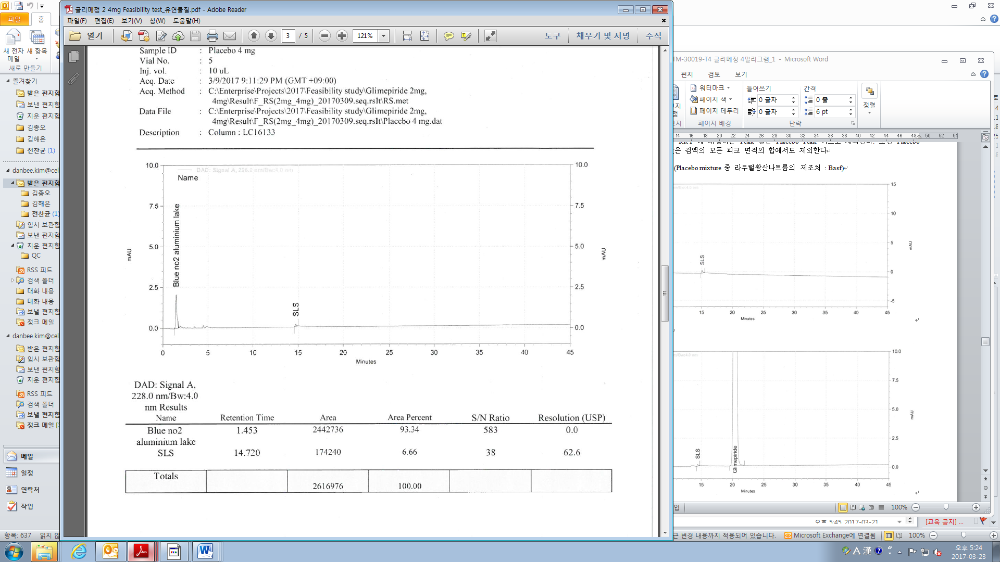 글리메정 2 4mg Feasibility test_유연물질.pdf - Adobe Reader
파일(F) 편집(E) 보기(V) 창(W) 도움말(H)
열기
3 / 5
121%
도구 채우기 및 서명 주석
Sample ID : Placebo 4 mg
Vial No. : 5
Inj. vol. : 10 uL
Acq. Date : 3/9/2017 9:11:29 PM (GMT +09:00)
Acq. Method : C:\Enterprise\Projects\2017\Feasibility study\Glimepiride 2mg,
4mg\Result\F_RS(2mg_4mg)_20170309.seq.rslt\RS.met
Data File : C:\Enterprise\Projects\2017\Feasibility study\Glimepiride 2mg,
4mg\Result\F_RS(2mg_4mg)_20170309.seq.rslt\Placebo 4 mg.dat
Description : Column : LC16133
DAD: Signal A, 228.0 nm/Bw:4.0 nm
Name
10.0
7.5
5.0
2.5
0.0
mAU
Blue no2 aluminium lake
SLS
10.0
7.5
5.0
2.5
0.0
mAU
0 5 10 15 20 25 30 35 40 45
Minutes
DAD: Signal A,
228.0 nm/Bw:4.0
nm Results
Name Retention Time Area Area Percent S/N Ratio Resolution (USP)
Blue no2 1.453 2442736 93.34 583 0.0
aluminium lake
SLS 14.720 174240 6.66 38 62.6
Totals
2616976 100.00
파일 홈
새 전자 새 항목
메일
새로 만들기
즐겨찾기
받은 편지함
보낸 편지함
지운 편지함
김종오
김해은
전찬균 (1)
danbee.kim@cel
받은 편지함
김종오
김해은
전찬균 (1)
임시 보관함
보낸 편지함
지운 편지함
QC
RSS 피드
검색 폴더
대화 내용
대화 내용
보낼 편지함
정크 메일
danbee.kim@cel
받은 편지함
임시 보관함
보낸 편지함
지운 편지함
RSS 피드
검색 폴더
보낼 편지함
정크 메일 [3
메일
일정
연락처
작업
항목: 637 읽지 않
TM-30019-T4 글리메정 4밀리그램_1 - Microsoft Word
편지 검토 보기
워터마크
페이지 색
페이지 테두리
페이지 배경
들여쓰기 간격
0 글자 0 줄
0 글자 6 pt
단락
정렬
14 16 18 20 22 24 26 28 30 32 34 36 38 40 42 44 46 48 50 52 54
은 검액의 모든 피크 면적의 합에서도 제외한다
(Placebo mixture 중 라우릴황산나트륨의 제조처 : Basf)
15
10
5
0
-5
mAU
SLS
15 20 25 30 35 40 45
Minutes
10.0
7.5
5.0
2.5
0.0
mAU
SLS
Glimepiride
15 20 25 30 35 40 45
Minutes
100%
오후 5:45 2017-03-21
[교육 공지] ...
근 변경 내용까지 적용되어 있습니다. Microsoft Exchange에 연결됨 100%
A 漢
오후 5:24
2017-03-23